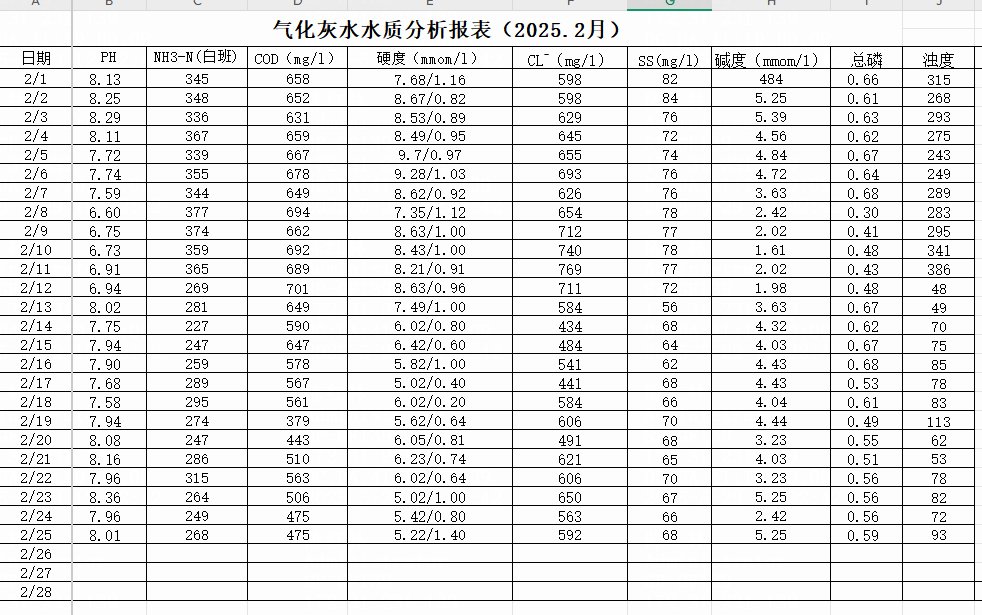 A B C D E F G H I J
气化灰水水质分析报表（2025.2月）
日期 PH NH3-N(白班) COD（mg/l） 硬度（mmom/l） CL⁻（mg/l） SS(mg/l) 碱度（mmom/l） 总磷 浊度
2/1 8.13 345 658 7.68/1.16 598 82 484 0.66 315
2/2 8.25 348 652 8.67/0.82 598 84 5.25 0.61 268
2/3 8.29 336 631 8.53/0.89 629 76 5.39 0.63 293
2/4 8.11 367 659 8.49/0.95 645 72 4.56 0.62 275
2/5 7.72 339 667 9.7/0.97 655 74 4.84 0.67 243
2/6 7.74 355 678 9.28/1.03 693 76 4.72 0.64 249
2/7 7.59 344 649 8.62/0.92 626 76 3.63 0.68 289
2/8 6.60 377 694 7.35/1.12 654 78 2.42 0.30 283
2/9 6.75 374 662 8.63/1.00 712 77 2.02 0.41 295
2/10 6.73 359 692 8.43/1.00 740 78 1.61 0.48 341
2/11 6.91 365 689 8.21/0.91 769 77 2.02 0.43 386
2/12 6.94 269 701 8.63/0.96 711 72 1.98 0.48 48
2/13 8.02 281 649 7.49/1.00 584 56 3.63 0.67 49
2/14 7.75 227 590 6.02/0.80 434 68 4.32 0.62 70
2/15 7.94 247 647 6.42/0.60 484 64 4.03 0.67 75
2/16 7.90 259 578 5.82/1.00 541 62 4.43 0.68 85
2/17 7.68 289 567 5.02/0.40 441 68 4.43 0.53 78
2/18 7.58 295 561 6.02/0.20 584 66 4.04 0.61 83
2/19 7.94 274 379 5.62/0.64 606 70 4.44 0.49 113
2/20 8.08 247 443 6.05/0.81 491 68 3.23 0.55 62
2/21 8.16 286 510 6.23/0.74 621 65 4.03 0.51 53
2/22 7.96 315 563 6.02/0.64 606 70 3.23 0.56 78
2/23 8.36 264 506 5.02/1.00 650 67 5.25 0.56 82
2/24 7.96 249 475 5.42/0.80 563 66 2.42 0.56 72
2/25 8.01 268 475 5.22/1.40 592 68 5.25 0.59 93
2/26
2/27
2/28